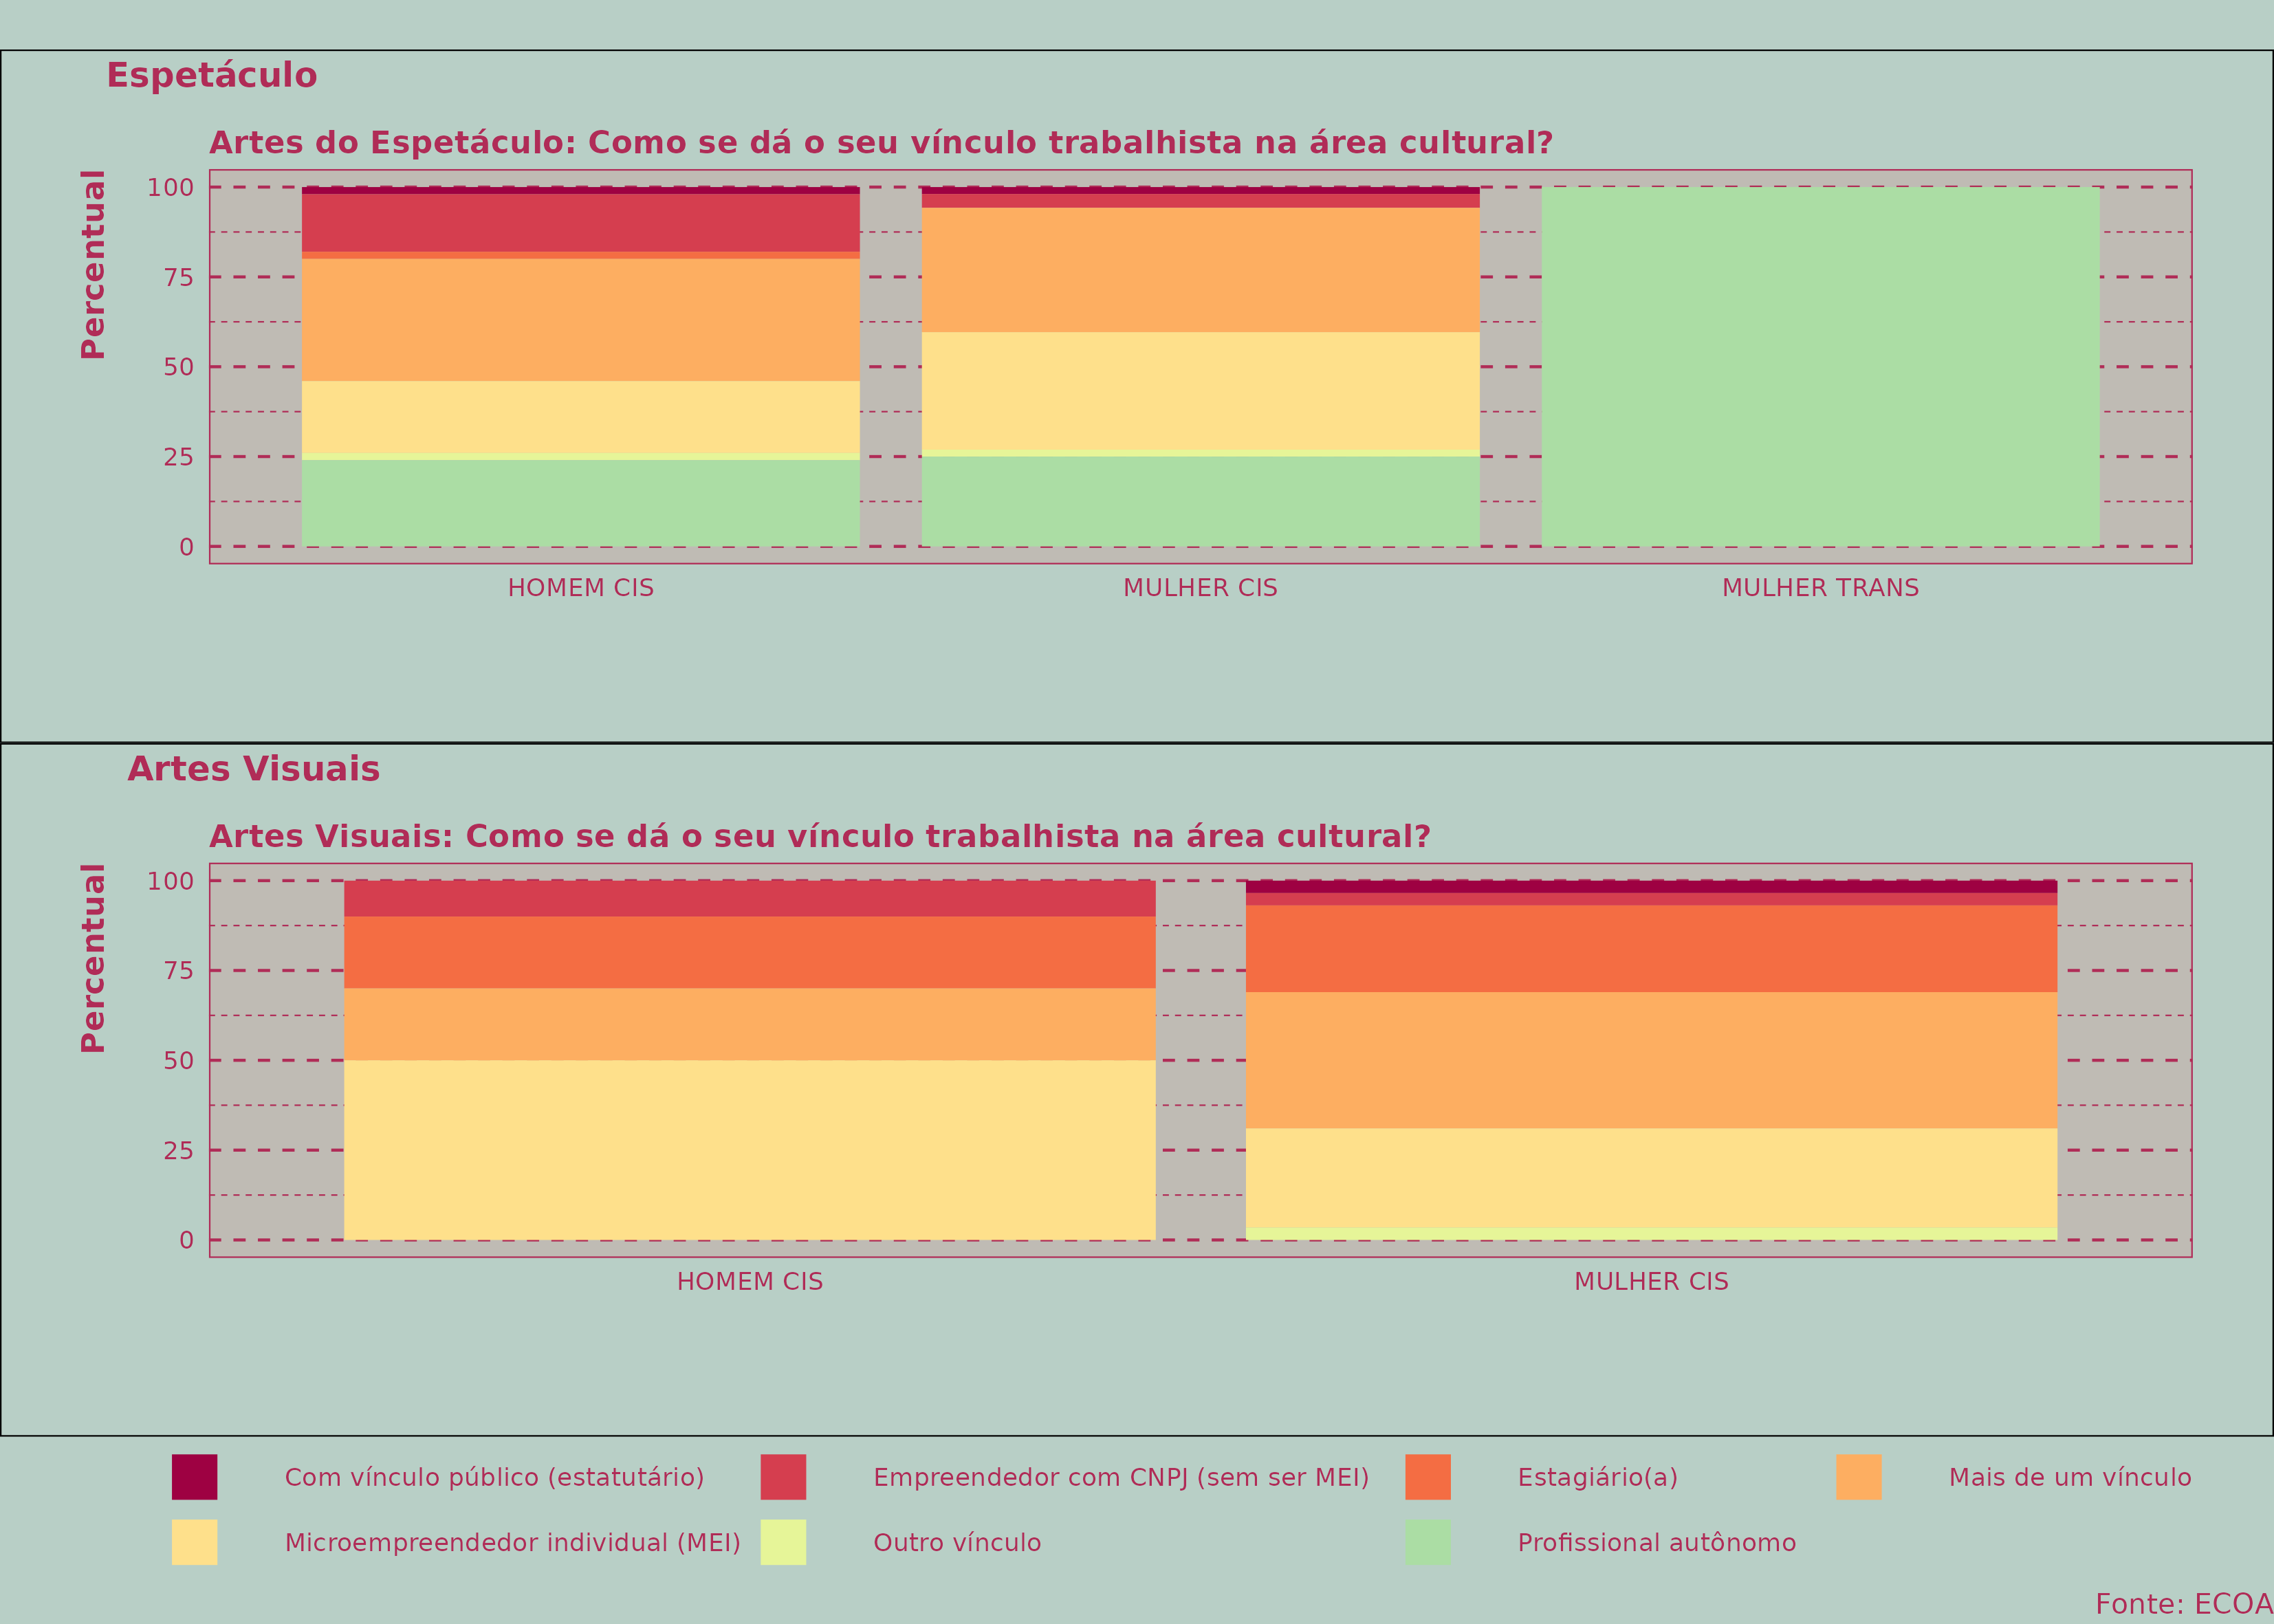 Espetáculo
Artes do Espetáculo: Como se dá o seu vínculo trabalhista na área cultural?
Percentual
100
75
50
25
0
HOMEM CIS
MULHER CIS
MULHER TRANS
Artes Visuais
Artes Visuais: Como se dá o seu vínculo trabalhista na área cultural?
Percentual
100
75
50
25
0
HOMEM CIS
MULHER CIS
Com vínculo público (estatutário)
Empreendedor com CNPJ (sem ser MEI)
Estagiário(a)
Mais de um vínculo
Microempreendedor individual (MEI)
Outro vínculo
Profissional autônomo
Fonte: ECOA